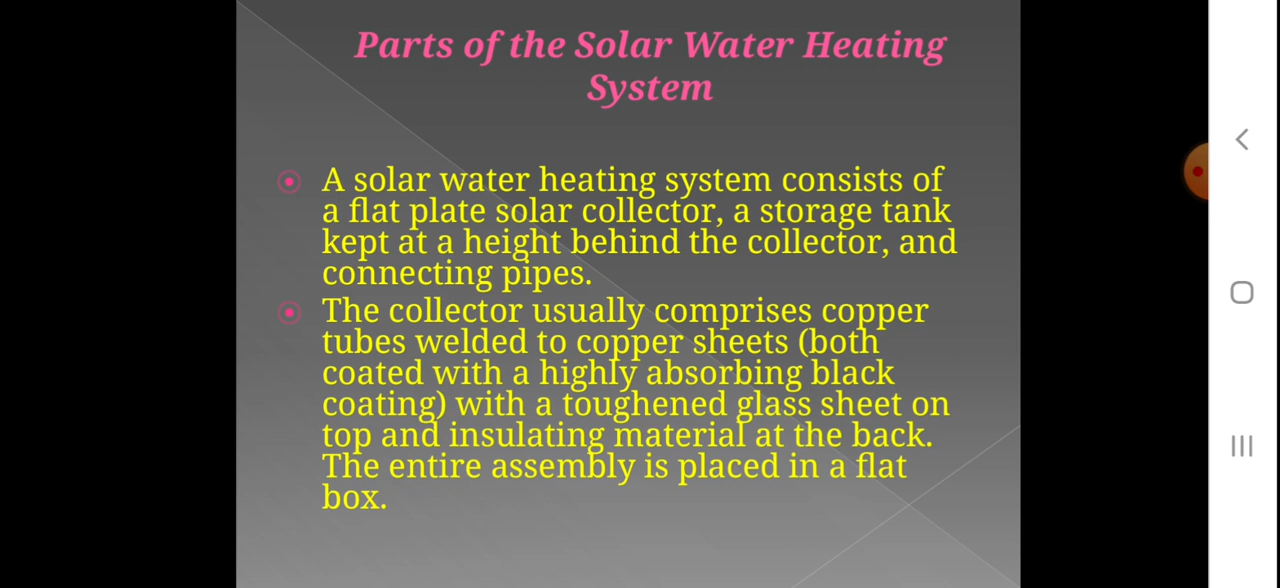 Parts of the Solar Water Heating
System
A solar water heating system consists of
a flat plate solar collector, a storage tank
kept at a height behind the collector, and
connecting pipes.
The collector usually comprises copper
tubes welded to copper sheets (both
coated with a highly absorbing black
coating) with a toughened glass sheet on
top and insulating material at the back.
The entire assembly is placed in a flat
box.